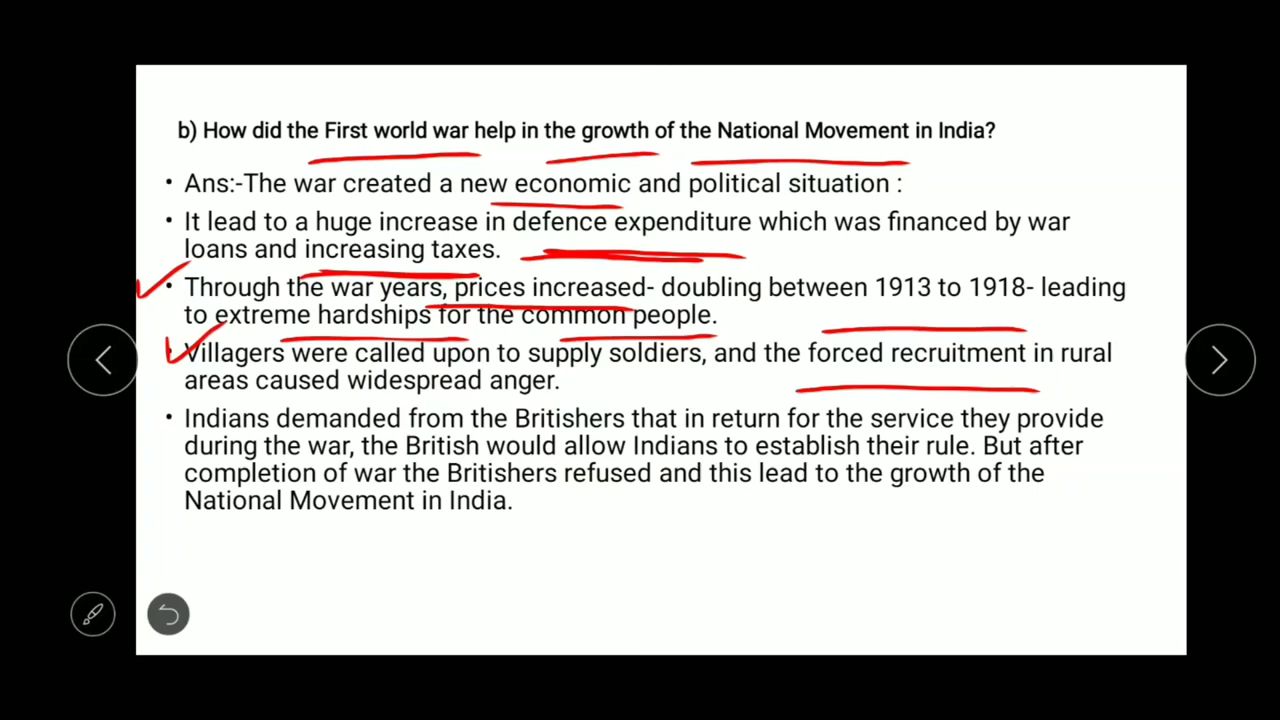 b) How did the First world war help in the growth of the National Movement in India?
• Ans:-The war created a new economic and political situation :
• It lead to a huge increase in defence expenditure which was financed by war
loans and increasing taxes.
• Through the war years, prices increased- doubling between 1913 to 1918- leading
to extreme hardships for the common people.
• Villagers were called upon to supply soldiers, and the forced recruitment in rural
areas caused widespread anger.
• Indians demanded from the Britishers that in return for the service they provide
during the war, the British would allow Indians to establish their rule. But after
completion of war the Britishers refused and this lead to the growth of the
National Movement in India.